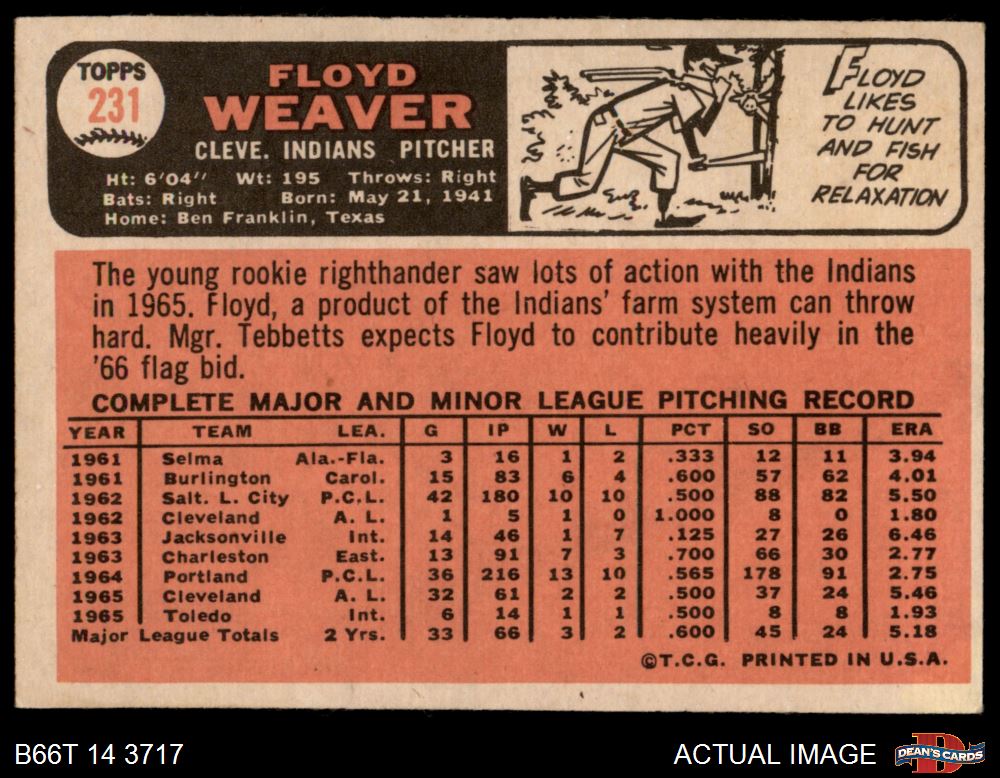 TOPPS
231
FLOYD
WEAVER
CLEVE. INDIANS PITCHER
Ht: 6'04" Wt: 195 Throws: Right
Bats: Right Born: May 21, 1941
Home: Ben Franklin, Texas
FLOYD
LIKES
TO HUNT
AND FISH
FOR
RELAXATION
The young rookie righthander saw lots of action with the Indians
in 1965. Floyd, a product of the Indians' farm system can throw
hard. Mgr. Tebbetts expects Floyd to contribute heavily in the
'66 flag bid.
COMPLETE MAJOR AND MINOR LEAGUE PITCHING RECORD
YEAR TEAM LEA. G IP W L PCT SO BB ERA
1961 Selma Ala.-Fla. 3 16 1 2 .333 12 11 3.94
1961 Burlington Carol. 15 83 6 4 .600 57 62 4.01
1962 Salt. L. City P.C.L. 42 180 10 10 .500 88 82 5.50
1962 Cleveland A. L. 1 5 1 0 1.000 8 0 1.80
1963 Jacksonville Int. 14 46 1 7 .125 27 26 6.46
1963 Charleston East. 13 91 7 3 .700 66 30 2.77
1964 Portland P.C.L. 36 216 13 10 .565 178 91 2.75
1965 Cleveland A. L. 32 61 2 2 .500 37 24 5.46
1965 Toledo Int. 6 14 1 1 .500 8 8 1.93
Major League Totals 2 Yrs. 33 66 3 2 .600 45 24 5.18
©T.C.G. PRINTED IN U.S.A.
B66T 14 3717
ACTUAL IMAGE
D
DEAN'S CARDS